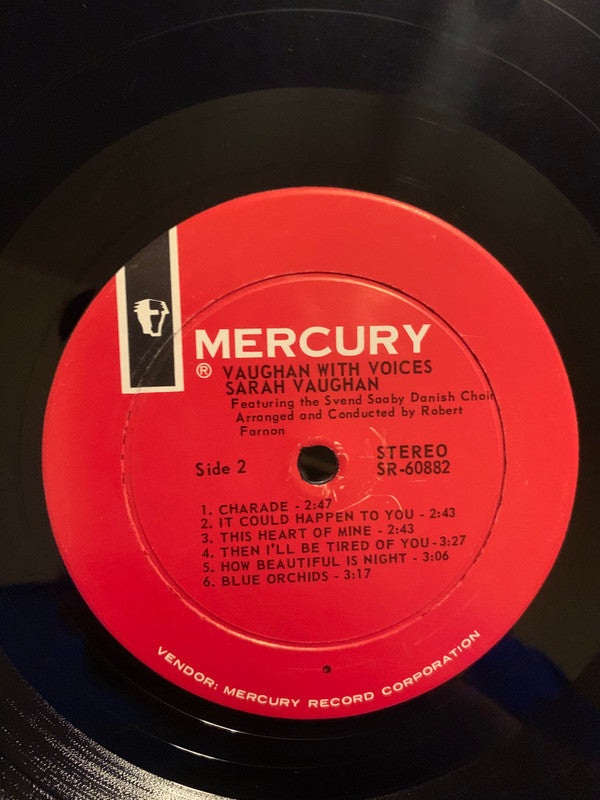 MERCURY
® VAUGHAN WITH VOICES
SARAH VAUGHAN
Featuring the Svend Saaby Danish Choir
Arranged and Conducted by Robert
Farnon
Side 2
STEREO
SR-60882
1. CHARADE - 2:47
2. IT COULD HAPPEN TO YOU - 2:43
3. THIS HEART OF MINE - 2:43
4. THEN I'LL BE TIRED OF YOU - 3:27
5. HOW BEAUTIFUL IS NIGHT - 3:06
6. BLUE ORCHIDS - 3:17
VENDOR: MERCURY RECORD CORPORATION